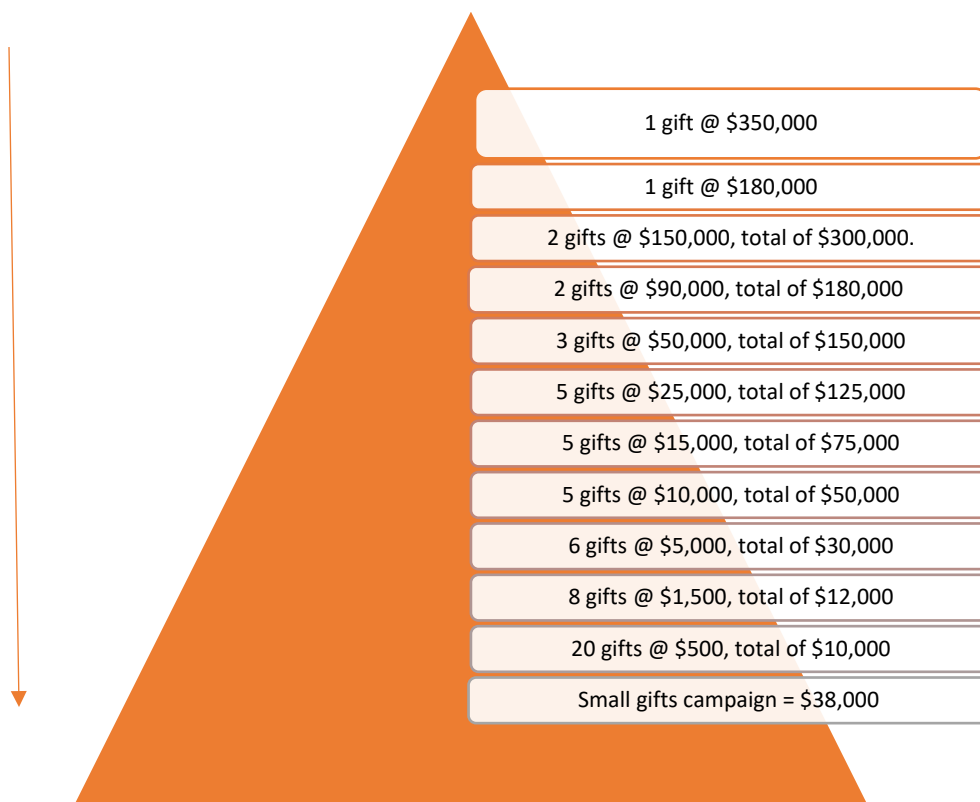 1 gift @ $350,000
1 gift @ $180,000
2 gifts @ $150,000, total of $300,000.
2 gifts @ $90,000, total of $180,000
3 gifts @ $50,000, total of $150,000
5 gifts @ $25,000, total of $125,000
5 gifts @ $15,000, total of $75,000
5 gifts @ $10,000, total of $50,000
6 gifts @ $5,000, total of $30,000
8 gifts @ $1,500, total of $12,000
20 gifts @ $500, total of $10,000
Small gifts campaign = $38,000